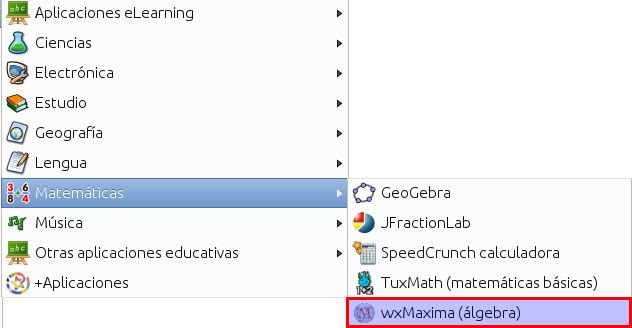 Aplicaciones eLearning
Ciencias
Electrónica
Estudio
Geografía
Lengua
Matemáticas
Música
Otras aplicaciones educativas
+Aplicaciones
GeoGebra
JFractionLab
SpeedCrunch calculadora
TuxMath (matemáticas básicas)
wxMaxima (álgebra)